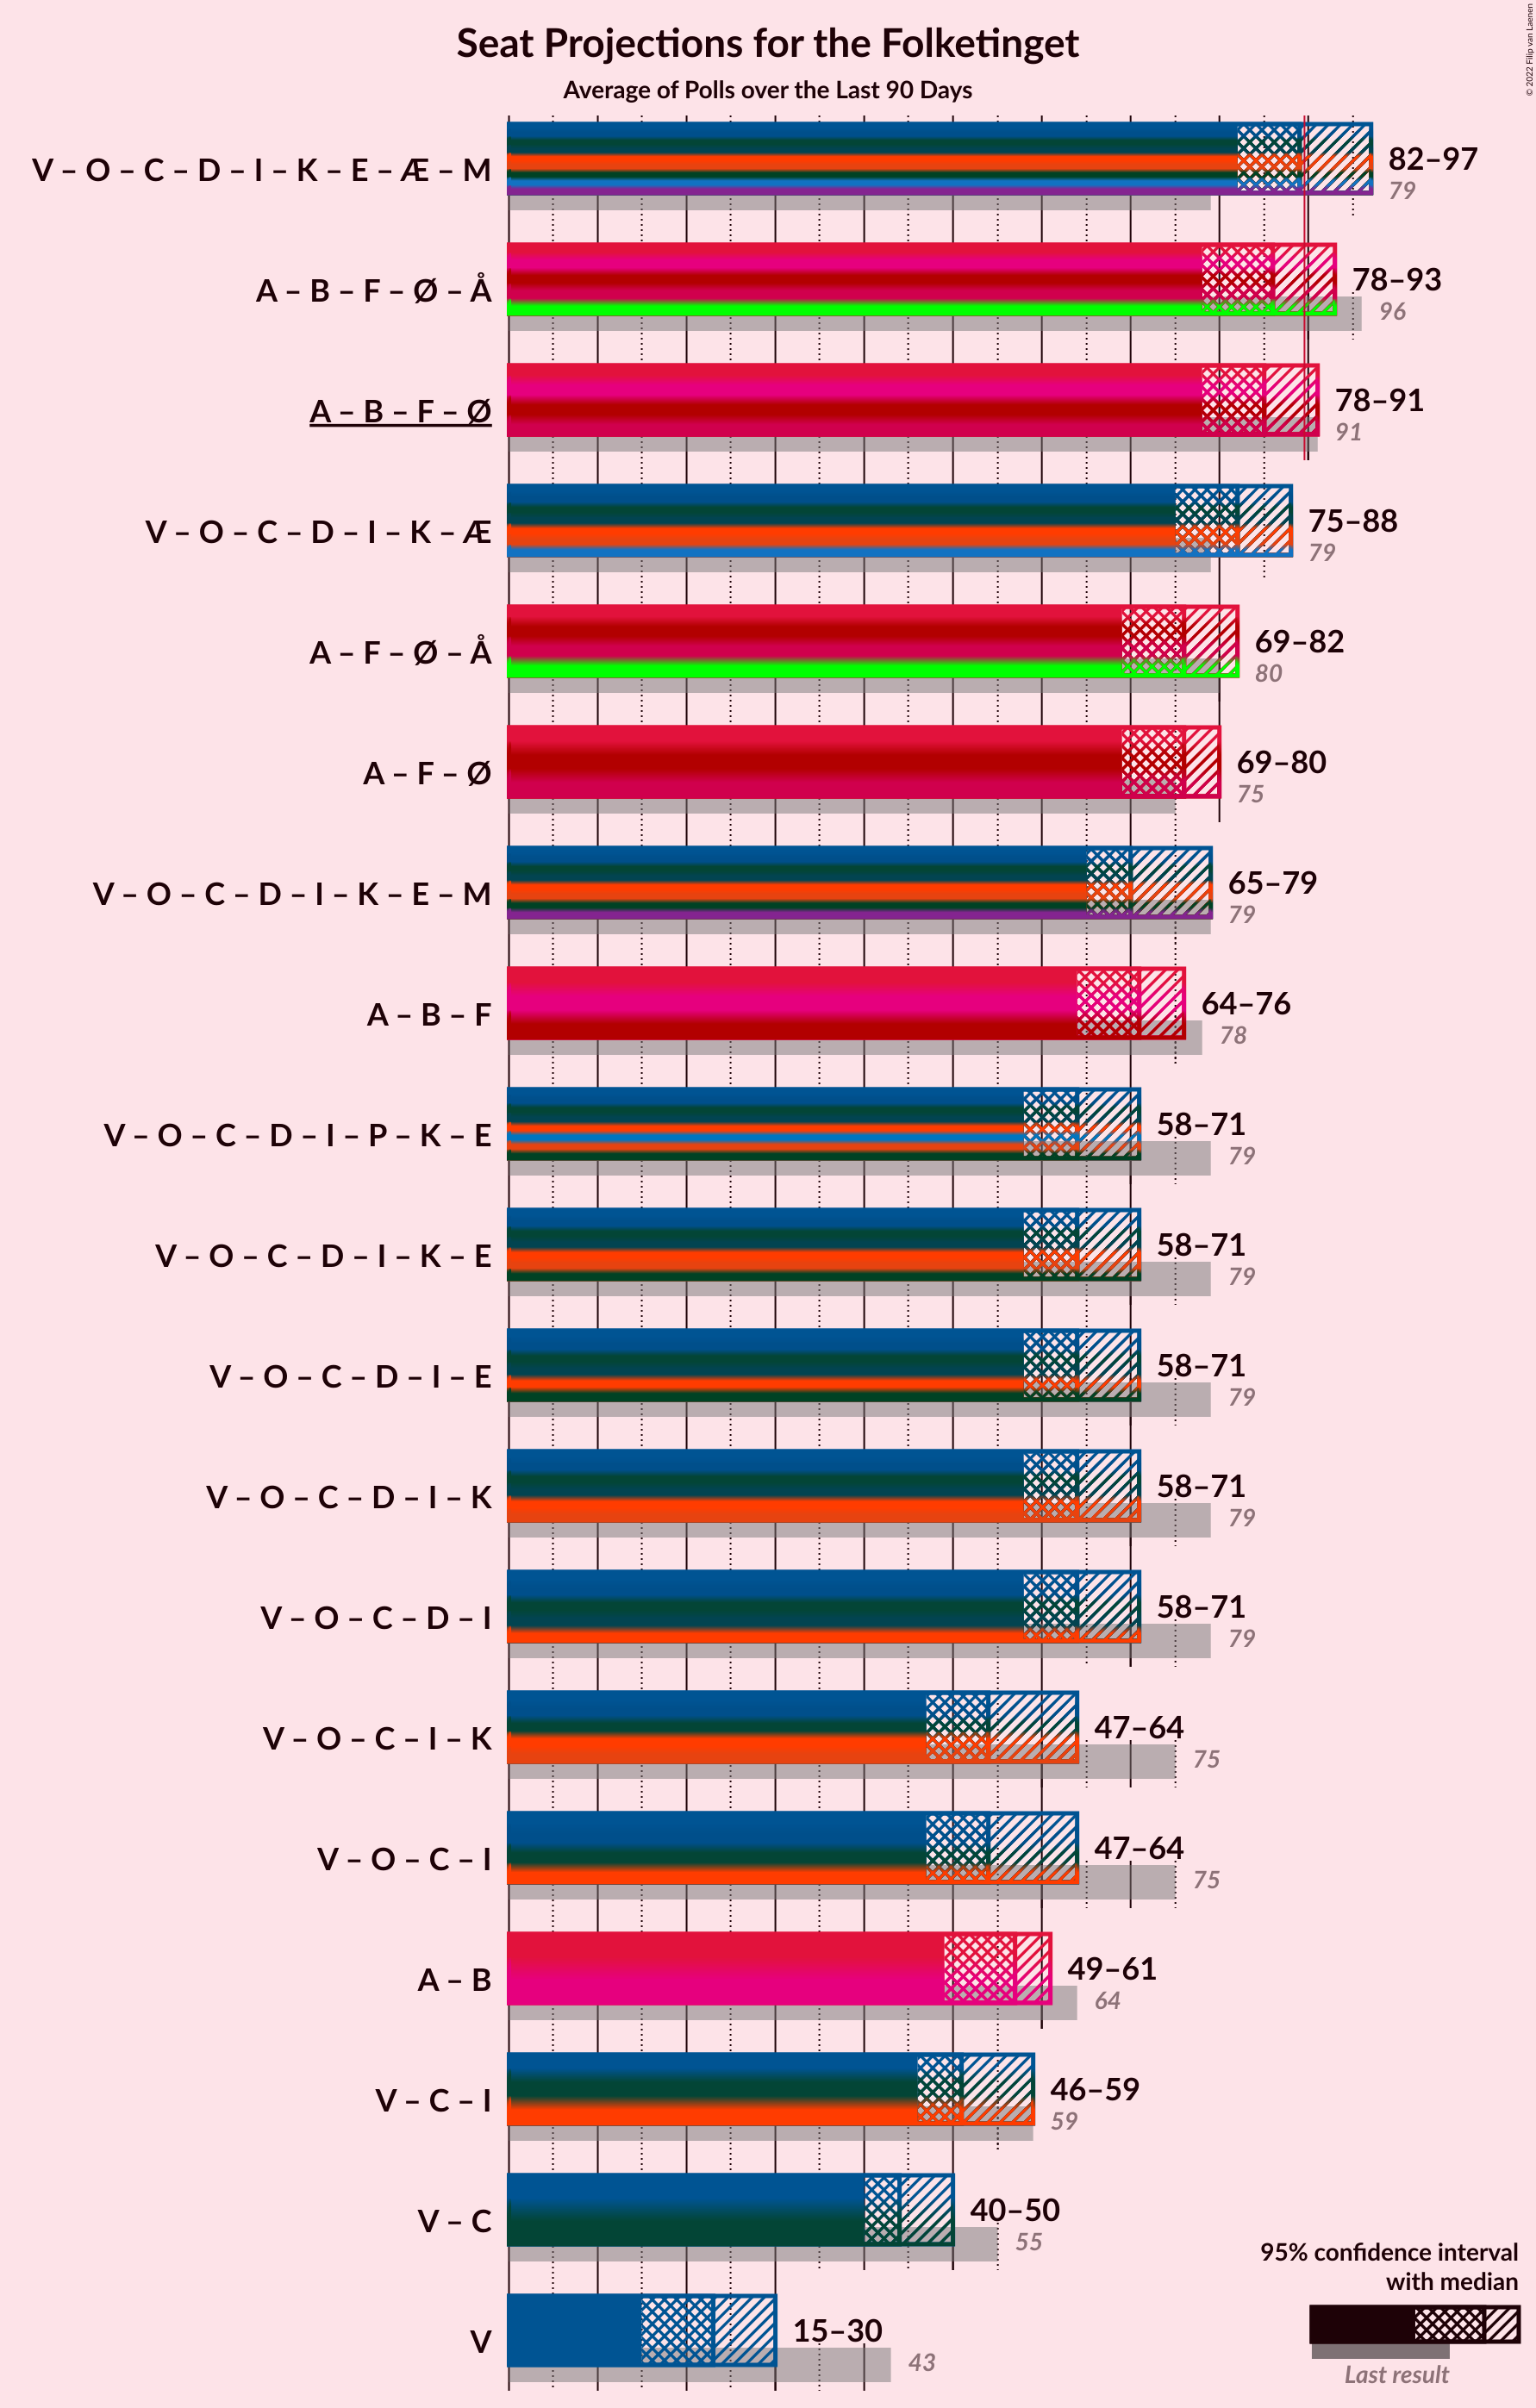 Seat Projections for the Folketinget
Average of Polls over the Last 90 Days
© 2022 Filip van Laenen
V – O – C – D – I – K – E – Æ – M
82–97
79
A – B – F – Ø – Å
78–93
96
A – B – F – Ø
78–91
91
V – O – C – D – I – K – Æ
75–88
79
A – F – Ø – Å
69–82
80
A – F – Ø
69–80
75
V – O – C – D – I – K – E – M
65–79
79
A – B – F
64–76
78
V – O – C – D – I – P – K – E
58–71
79
V – O – C – D – I – K – E
58–71
79
V – O – C – D – I – E
58–71
79
V – O – C – D – I – K
58–71
79
V – O – C – D – I
58–71
79
V – O – C – I – K
47–64
75
V – O – C – I
47–64
75
A – B
49–61
64
V – C – I
46–59
59
V – C
40–50
55
V
15–30
43
95% confidence interval
with median
Last result